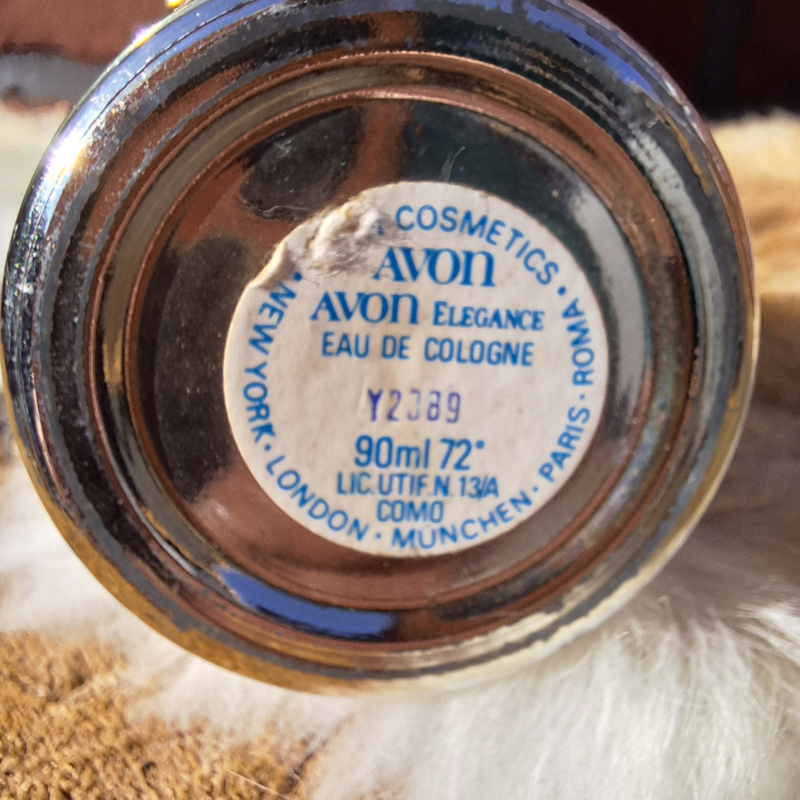 COSMETICS • ROMA • PARIS • MÜNCHEN • LONDON • NEW YORK •
AVON
AVON ELEGANCE
EAU DE COLOGNE
Y2389
90ml 72°
LIC. UTIF. N. 13/A
COMO